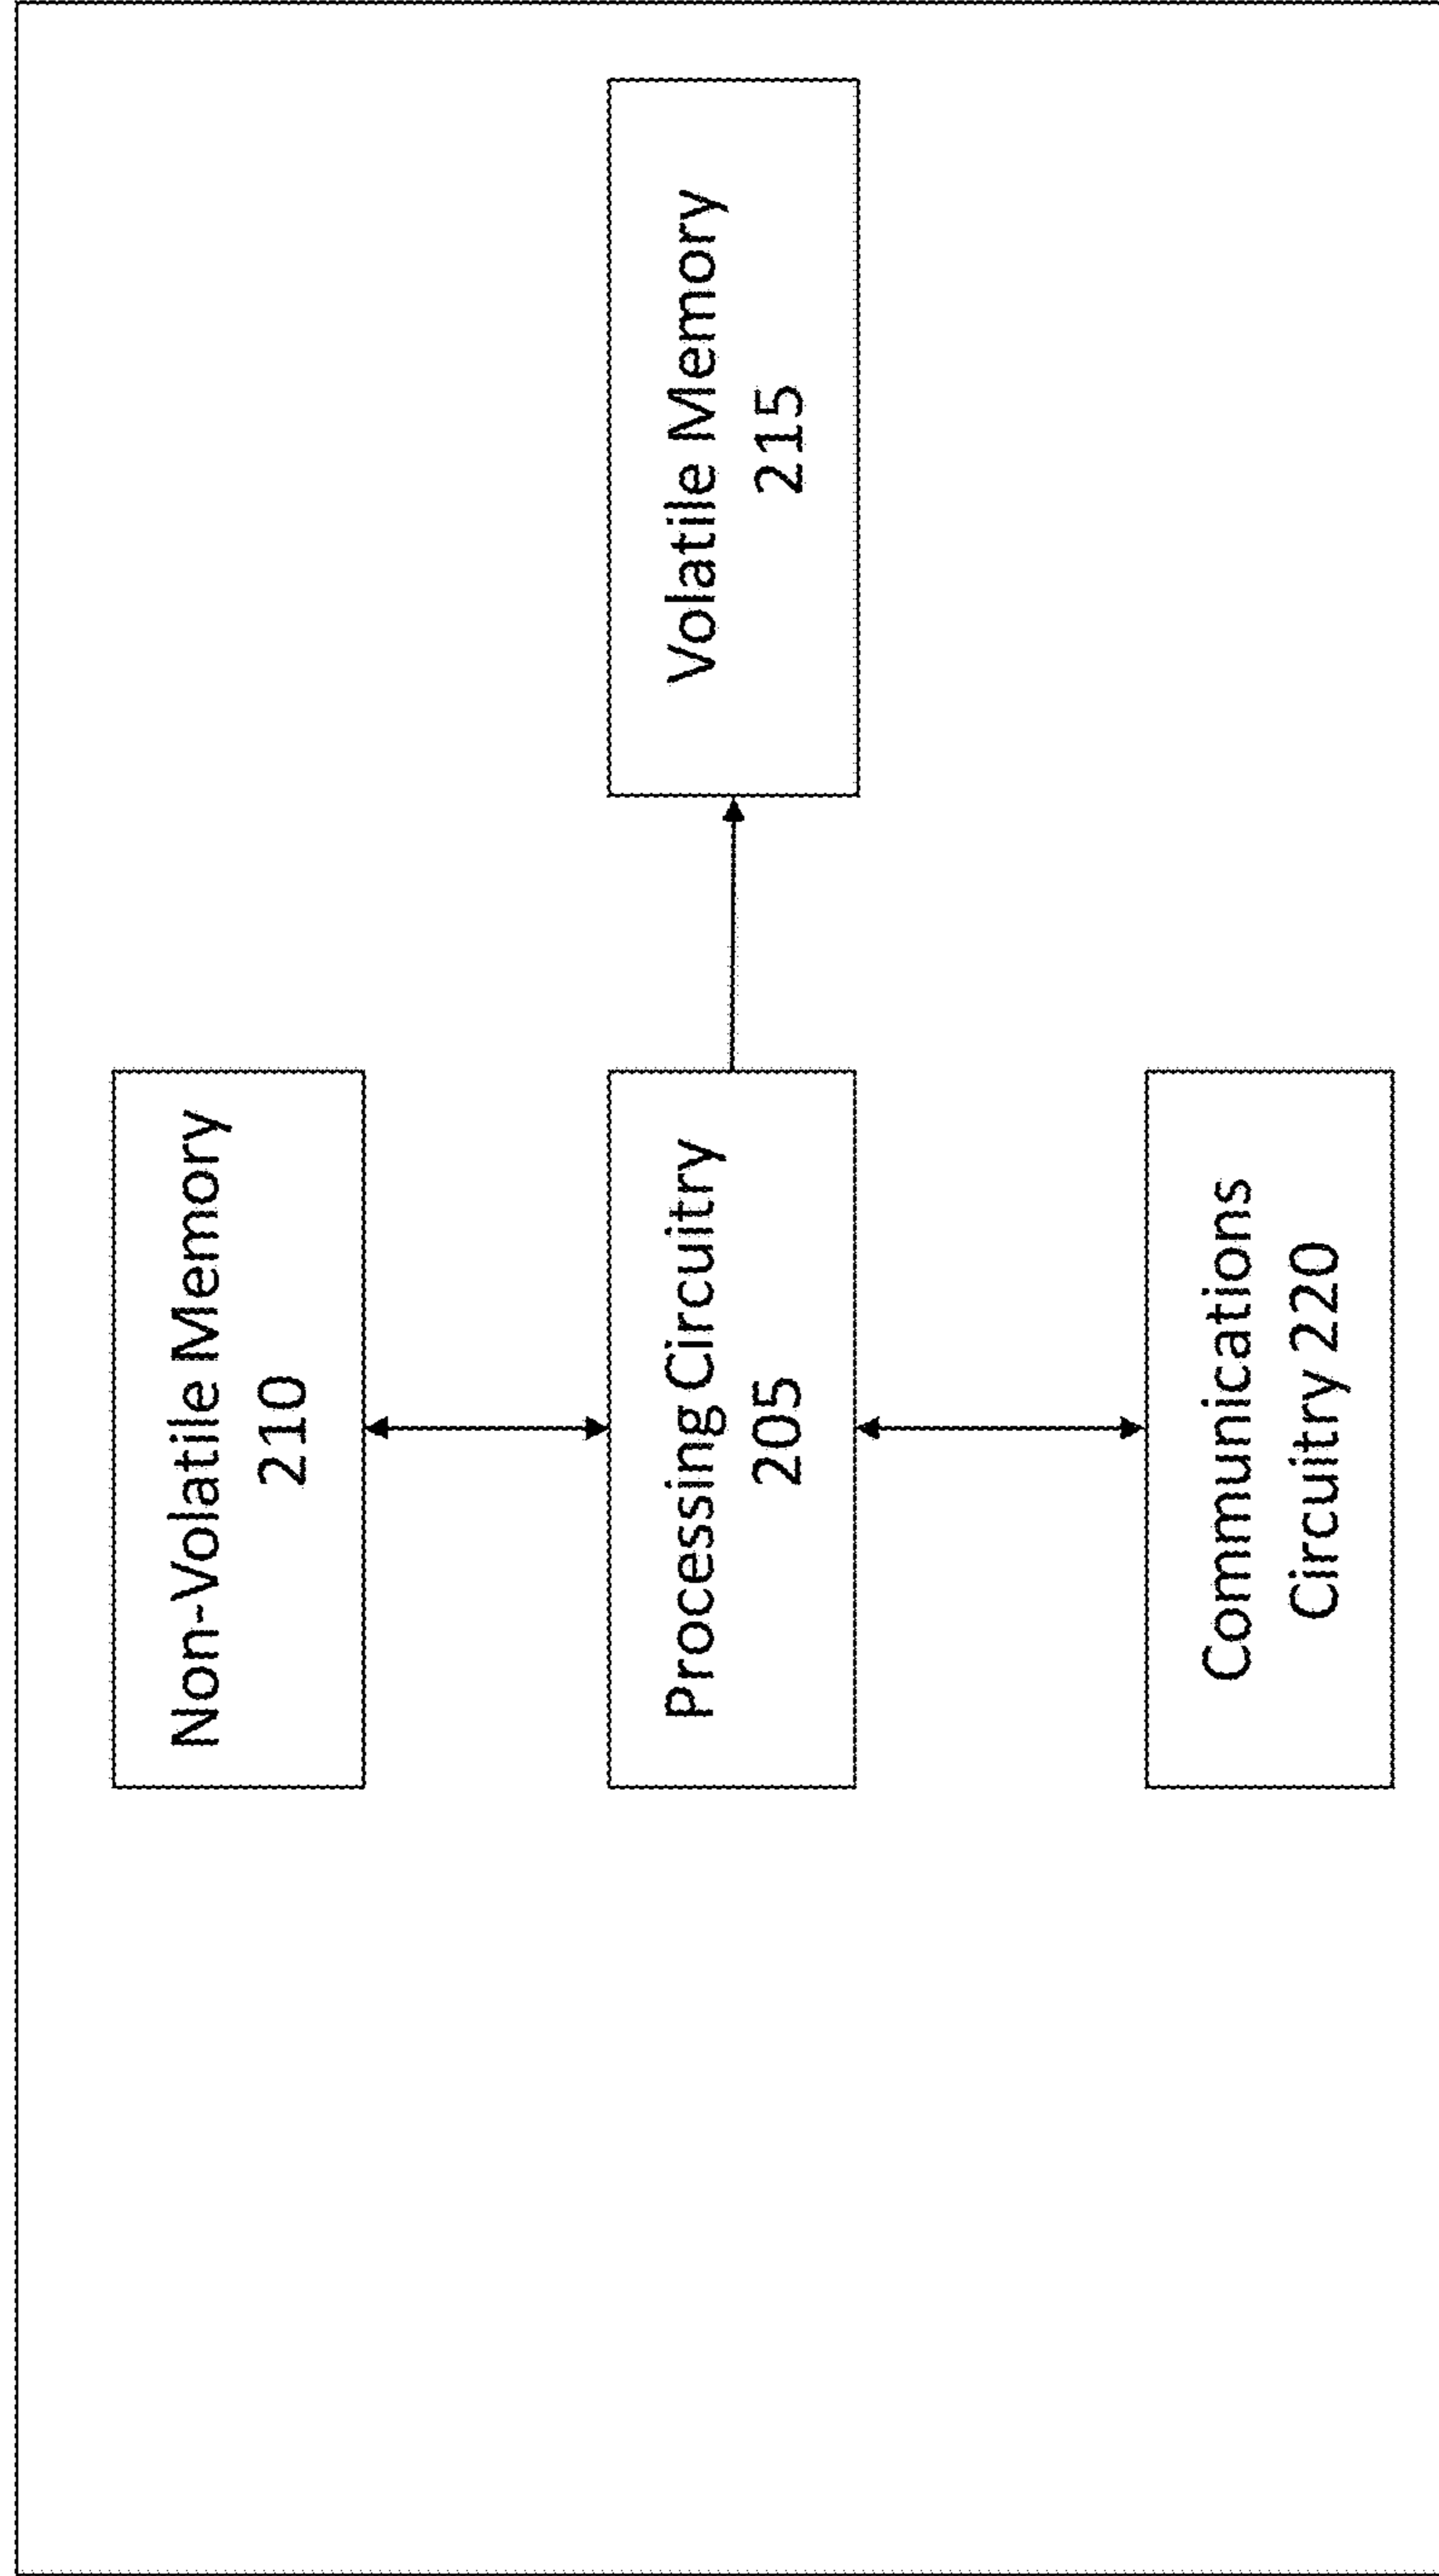 Non-Volatile Memory
210
Processing Circuitry
205
Volatile Memory
215
Communications
Circuitry 220